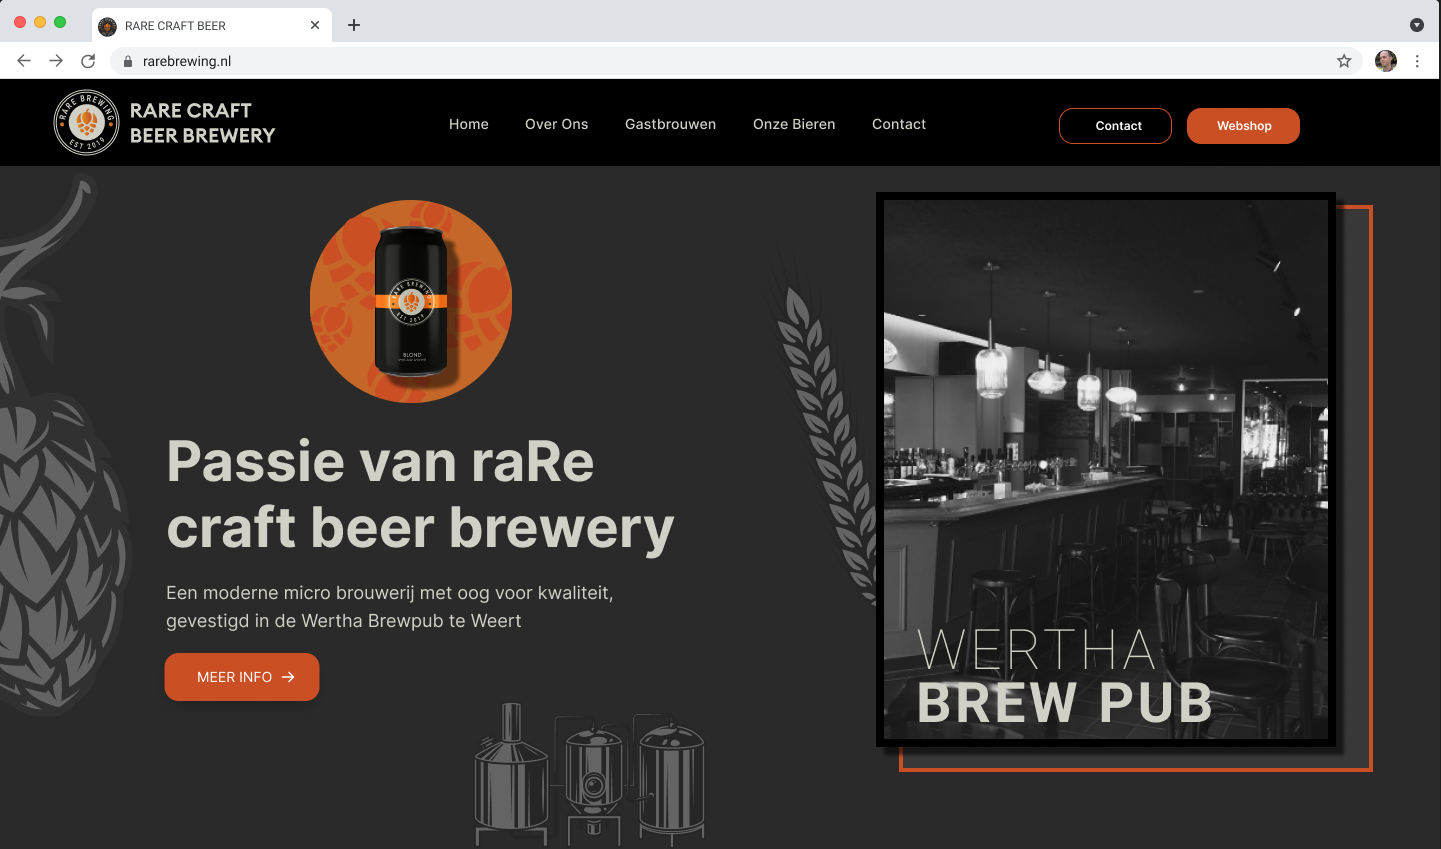 RARE CRAFT BEER
rarebrewing.nl
RARE BREWING
EST 2019
RARE CRAFT
BEER BREWERY
Home
Over Ons
Gastbrouwen
Onze Bieren
Contact
Contact
Webshop
RARE BREWING
EST 2019
BLOND
Passie van raRe
craft beer brewery
Een moderne micro brouwerij met oog voor kwaliteit,
gevestigd in de Wertha Brewpub te Weert
MEER INFO
WERTHA
BREW PUB